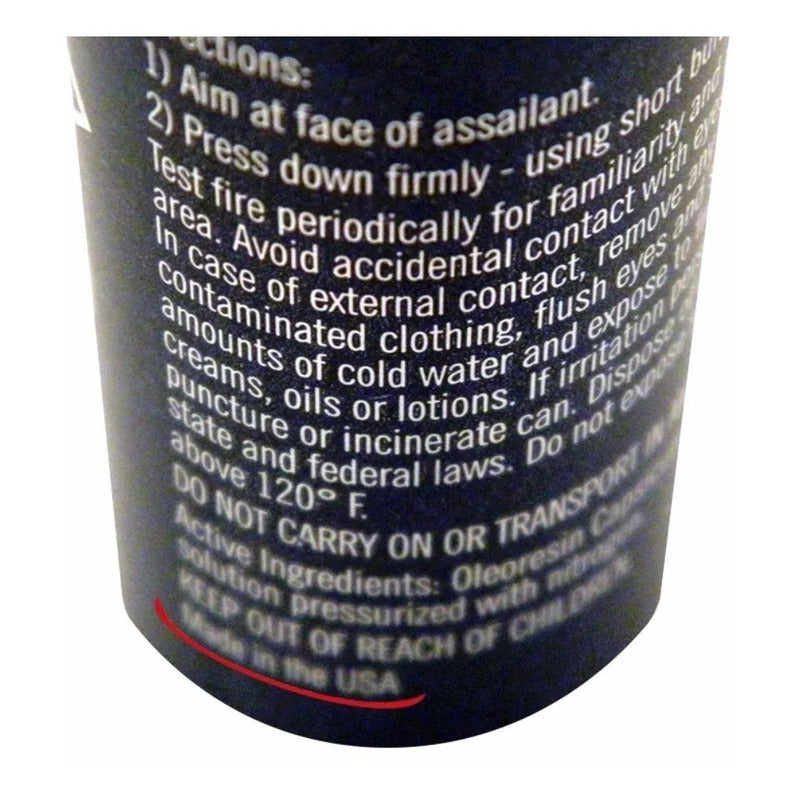 ections:
1) Aim at face of assailant.
2) Press down firmly - using short bu
Test fire periodically for familiarity and
area. Avoid accidental contact with eye
In case of external contact, remove any
contaminated clothing, flush eyes and
amounts of cold water and expose to
creams, oils or lotions. If irritation pers
puncture or incinerate can. Dispose
state and federal laws. Do not expose
above 120° F.
DO NOT CARRY ON OR TRANSPORT IN
Active Ingredients: Oleoresin Caps
solution pressurized with nitrogen.
KEEP OUT OF REACH OF CHILDREN.
Made in the USA